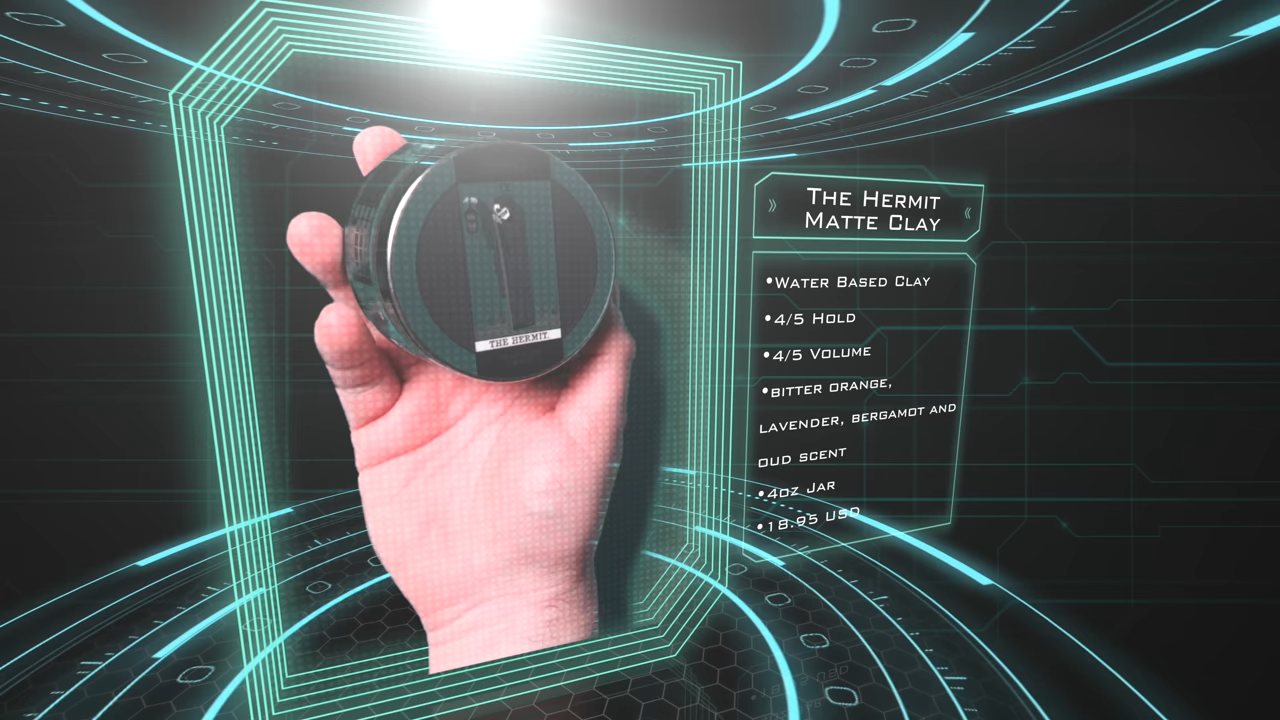 THE HERMIT.
The Hermit
Matte Clay
•Water Based Clay
•4/5 Hold
•4/5 Volume
•bitter orange,
lavender, bergamot and
oud scent
•4oz Jar
•18.95 USD